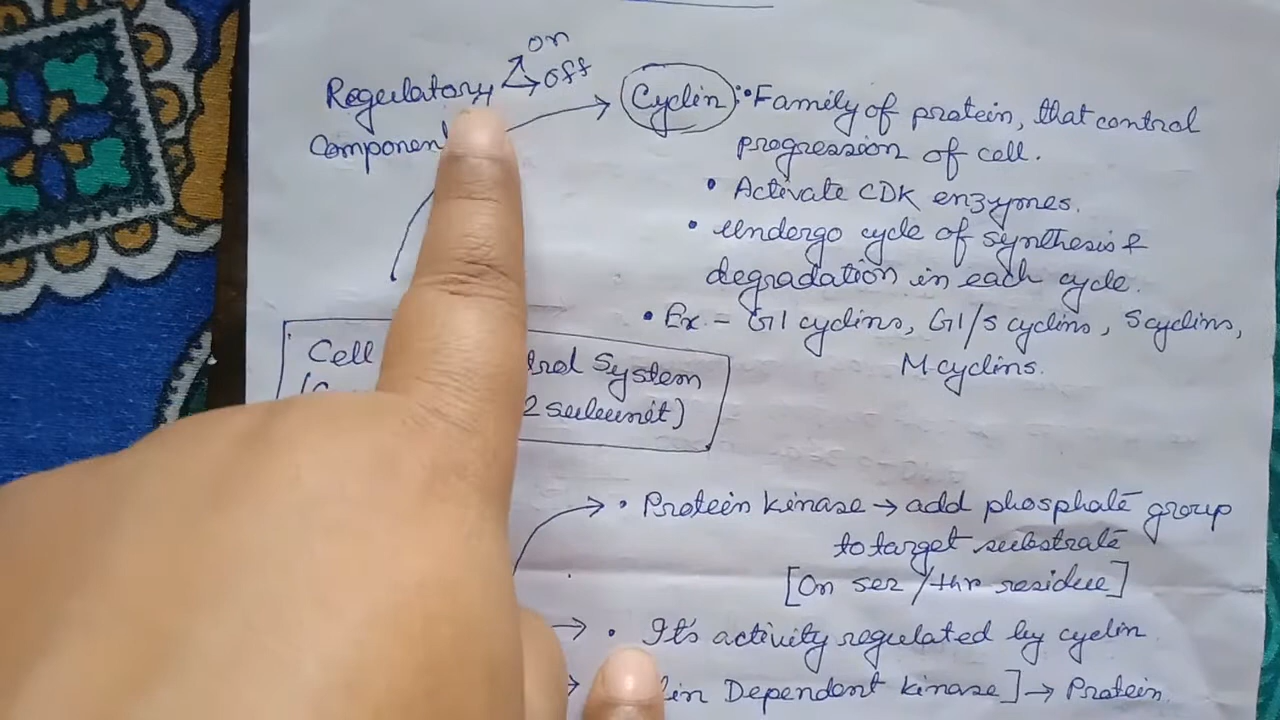 on
Regulatory off
Componen
Cyclin :• Family of protein, that control
progression of cell.
• Activate CDK enzymes.
• Undergo cycle of synthesis &
degradation in each cycle.
• Ex. - G1 cyclins, G1/S cyclins, S cyclins,
M cyclins.
Cell rol System
2 subunit)
• Protein kinase → add phosphate group
to target substrate
[On ser/thr residue]
→ • It's activity regulated by cyclin
lin Dependent kinase] → Protein